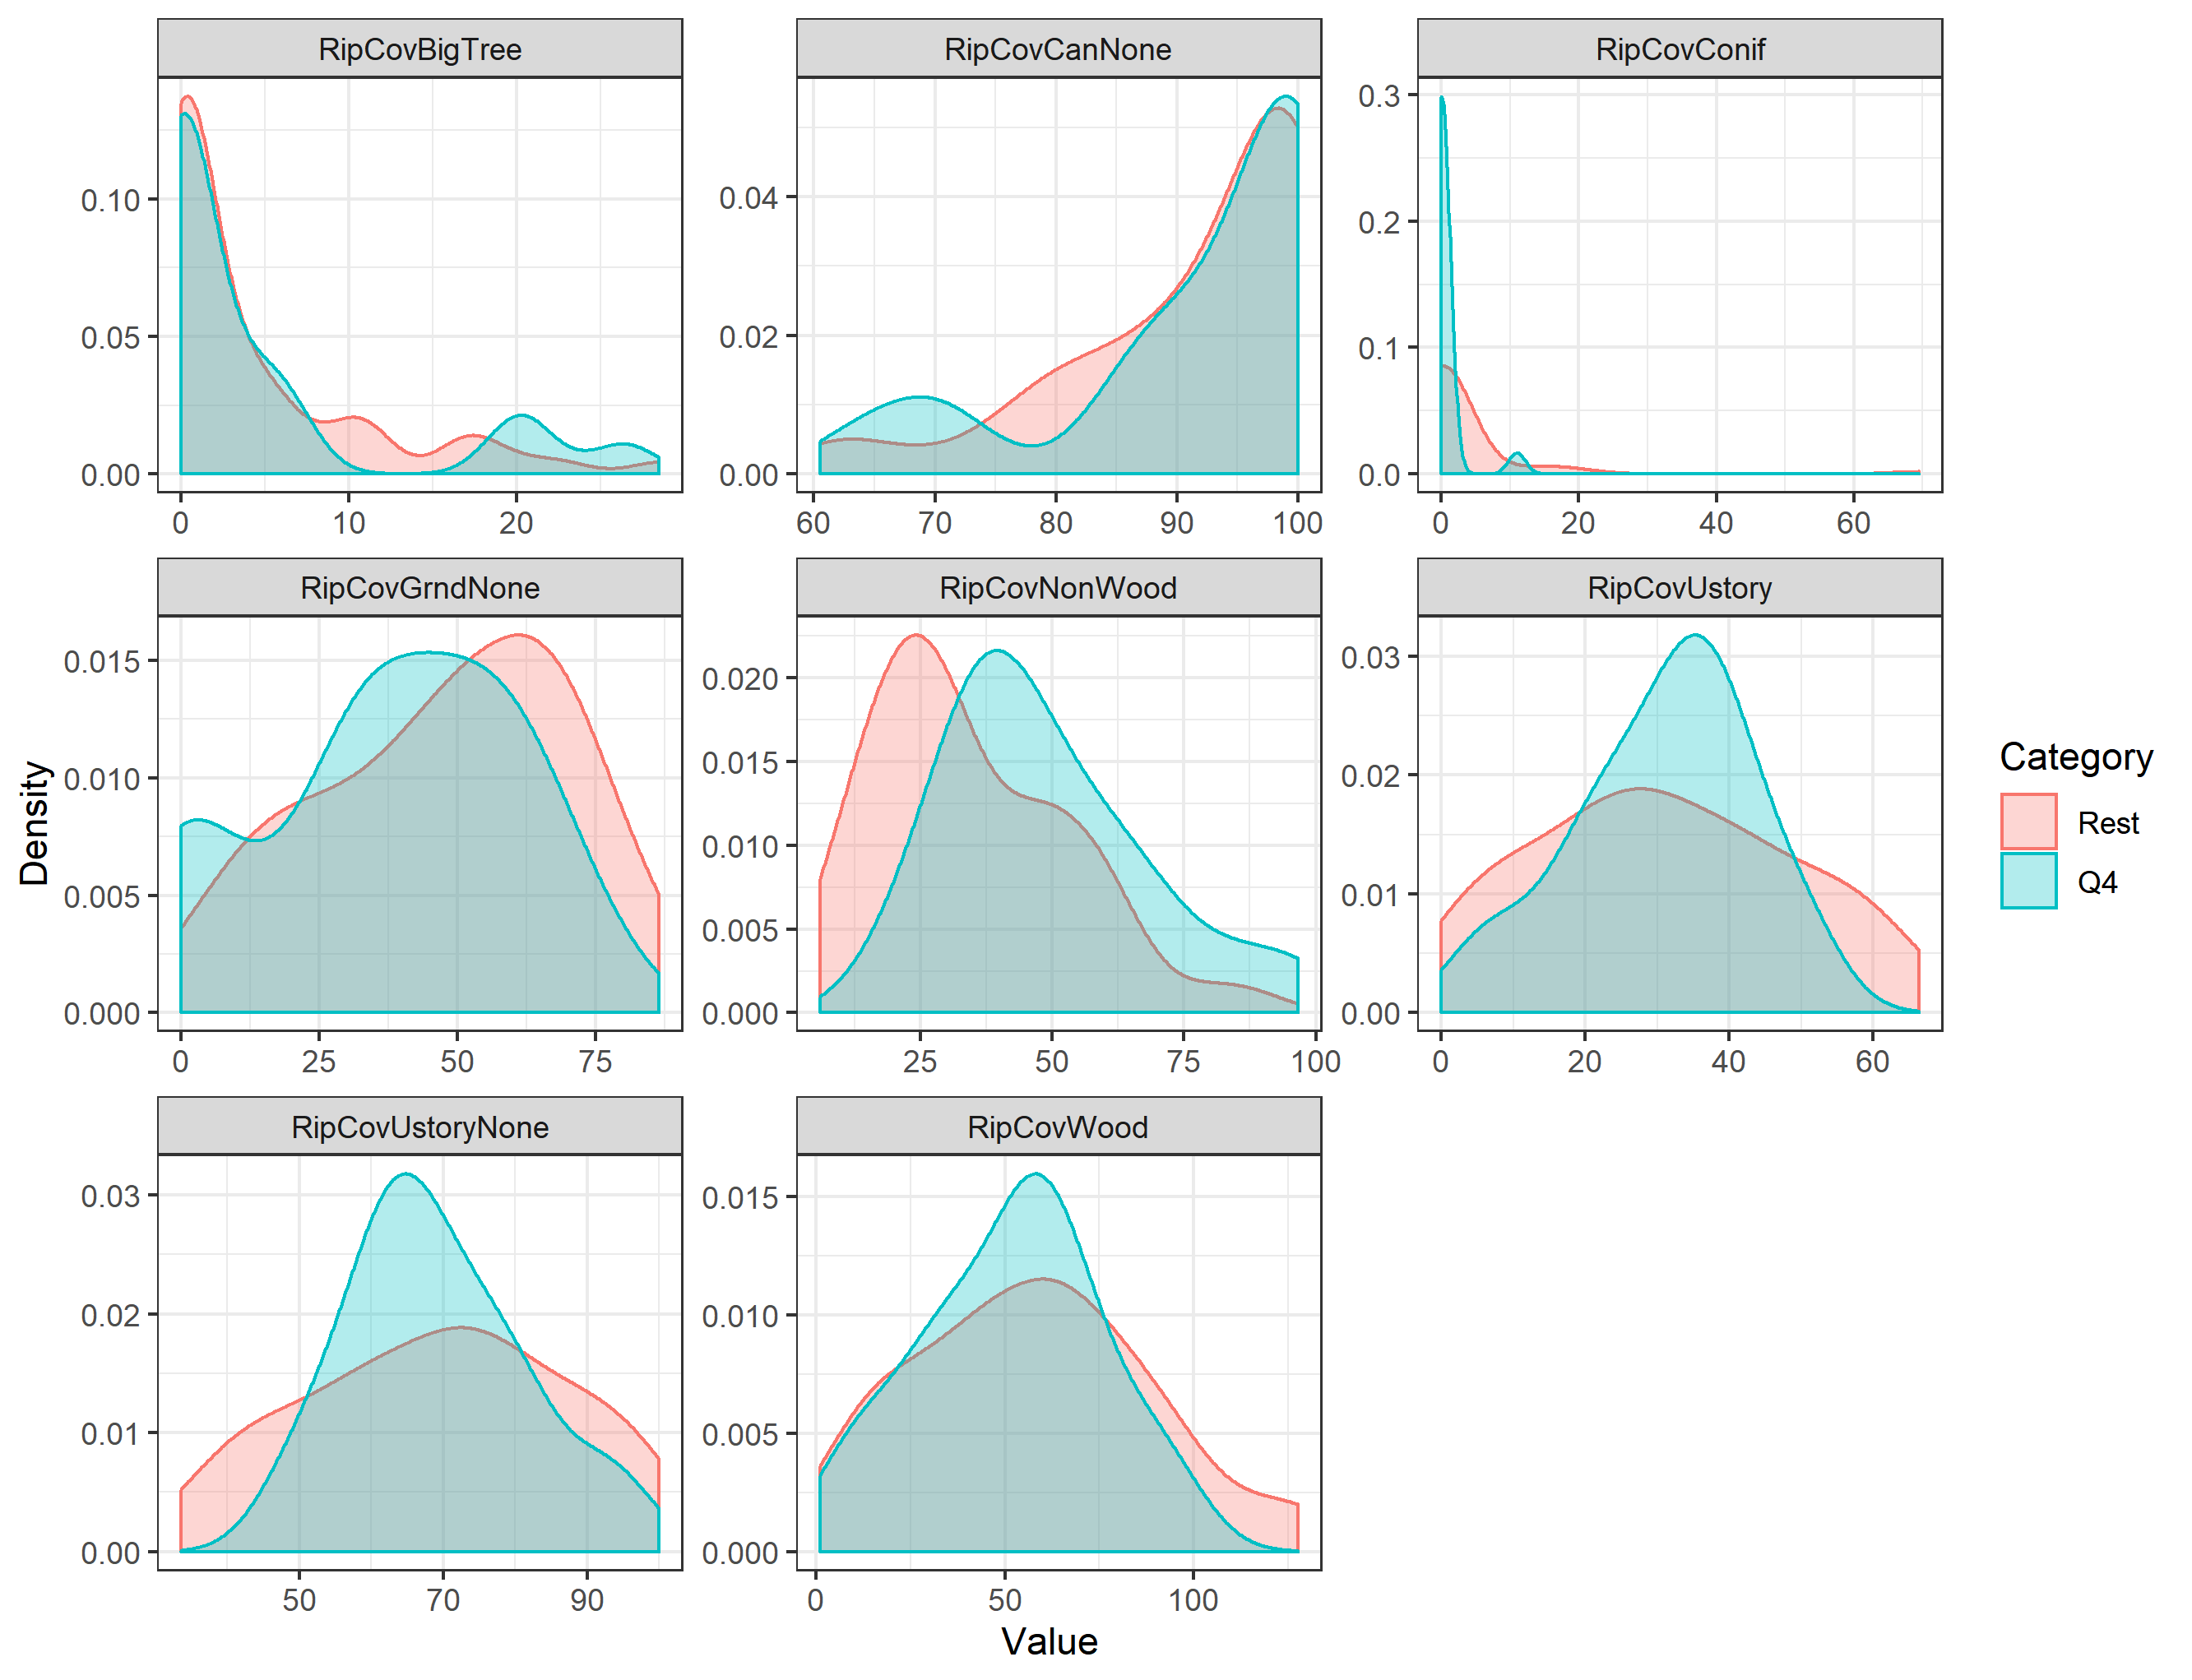 RipCovBigTree RipCovCanNone RipCovConif
0.10
0.05
0.00
0 10 20
0.04
0.02
0.00
60 70 80 90 100
0.3
0.2
0.1
0.0
0 20 40 60
RipCovGrndNone RipCovNonWood RipCovUstory
0.015
0.010
0.005
0.000
0 25 50 75
0.020
0.015
0.010
0.005
0.000
25 50 75 100
0.03
0.02
0.01
0.00
0 20 40 60
RipCovUstoryNone RipCovWood
0.03
0.02
0.01
0.00
50 70 90
0.015
0.010
0.005
0.000
0 50 100
Density
Value
Category
Rest
Q4